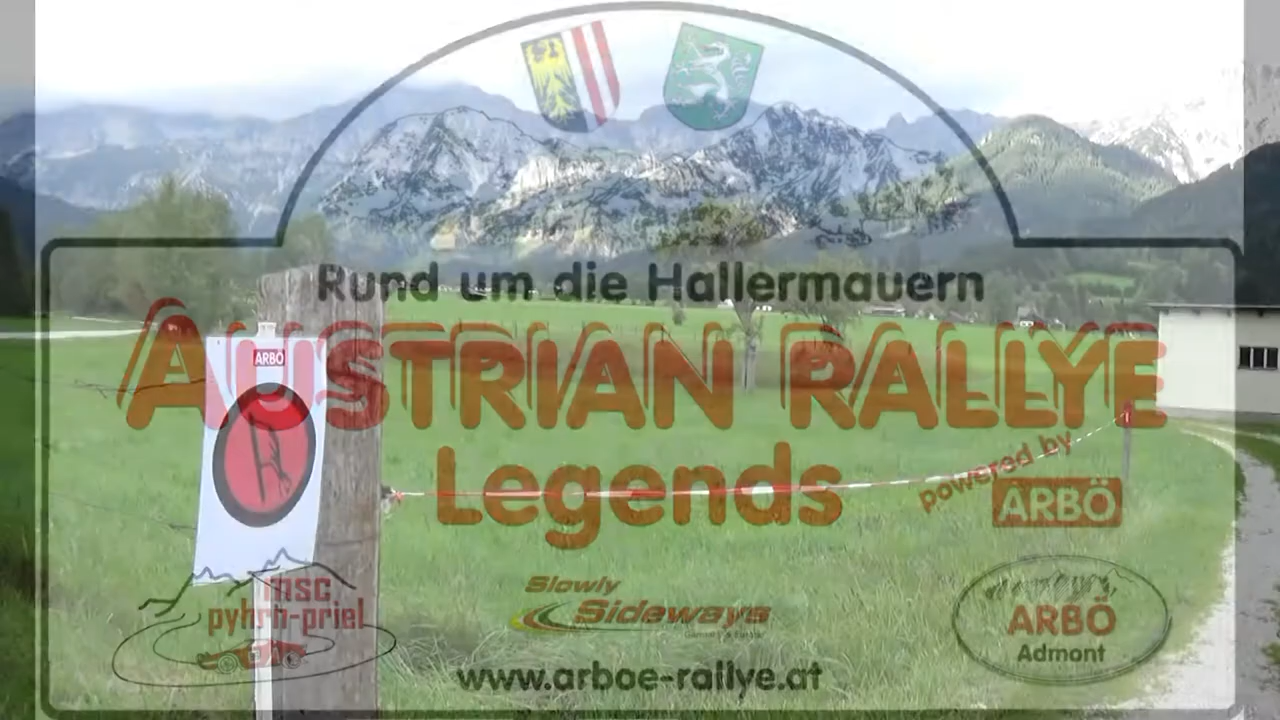 Rund um die Hallermauern
ARBÖ
AUSTRIAN RALLYE
Legends
powered by
ARBÖ
msc
pyhrn-priel
Slowly
Sideways
ARBÖ
Admont
www.arboe-rallye.at